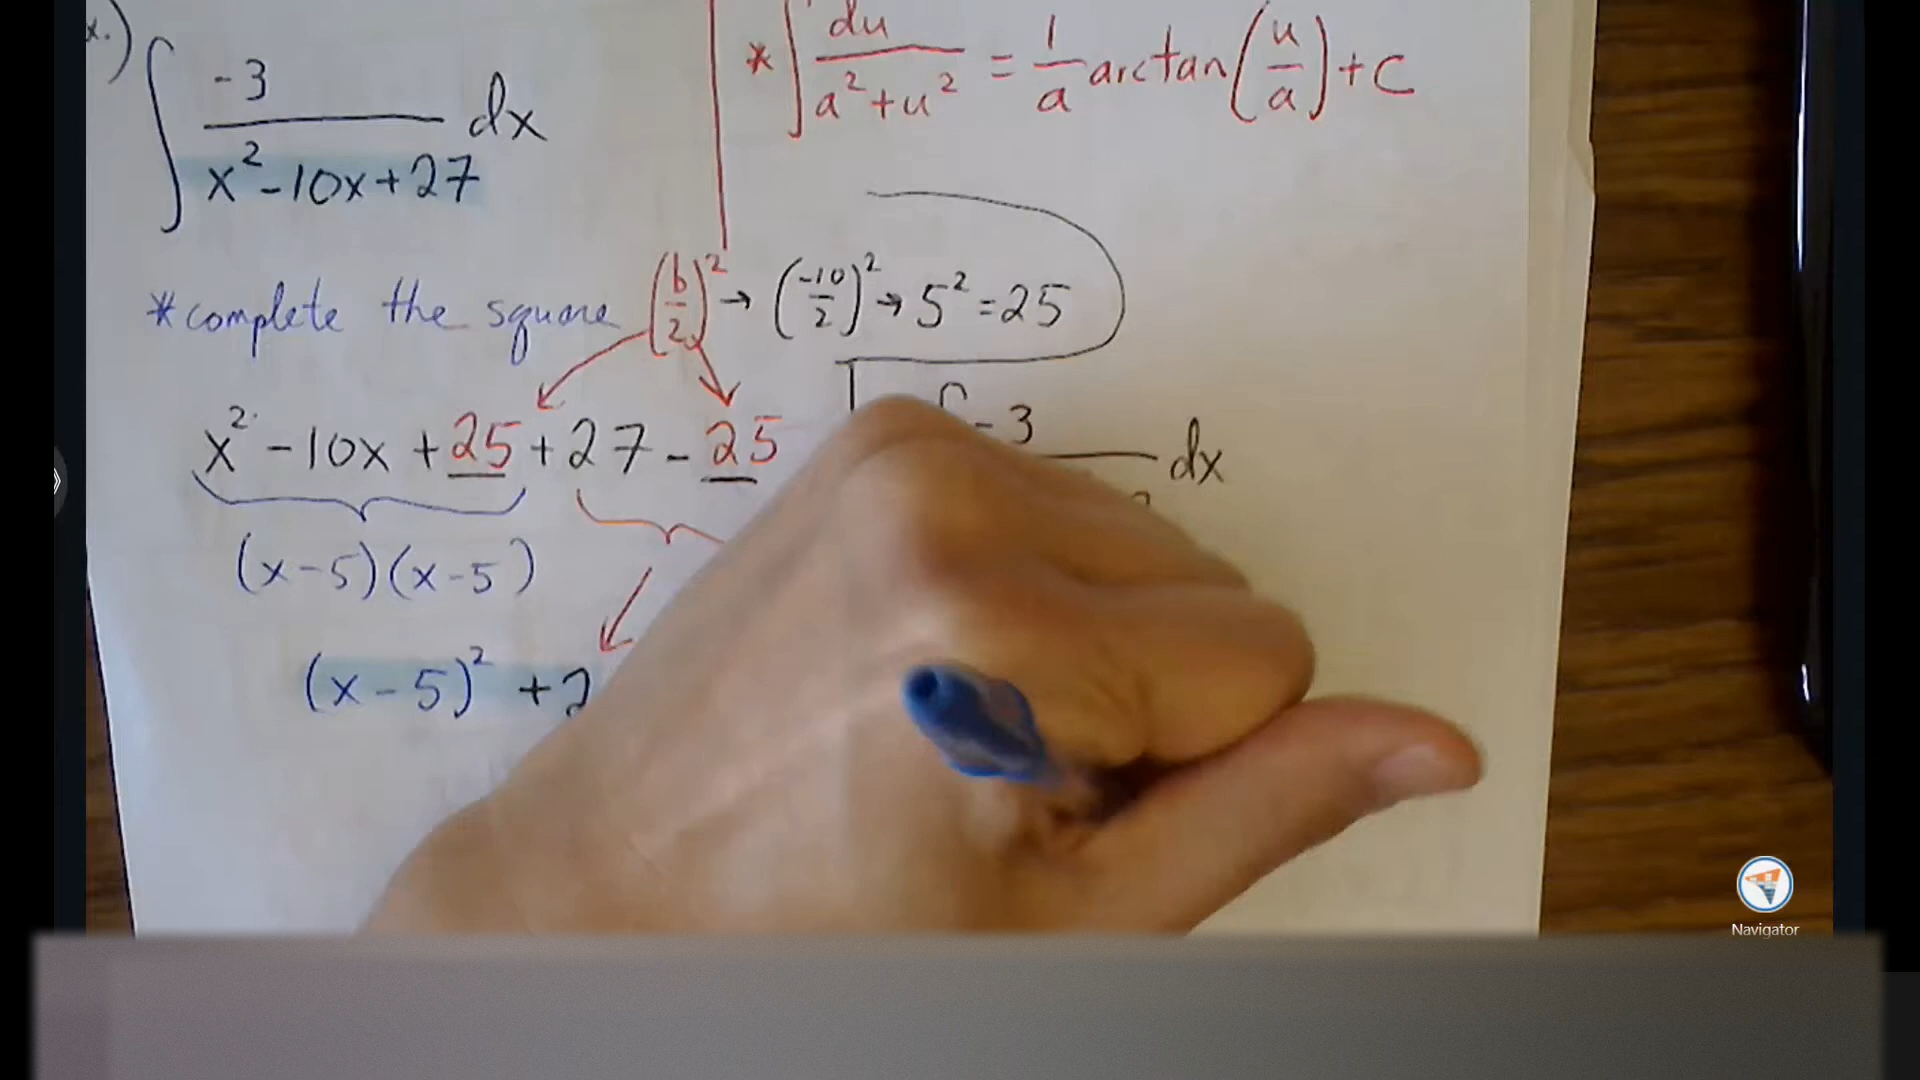 x.)
∫ -3 / (x² - 10x + 27) dx
* ∫ du / (a² + u²) = 1/a arctan(u/a) + C
*complete the square (b/2)² → (-10/2)² → 5² = 25
x² - 10x + 25 + 27 - 25
-3 dx
(x - 5)(x - 5)
(x - 5)² + 2
Navigator